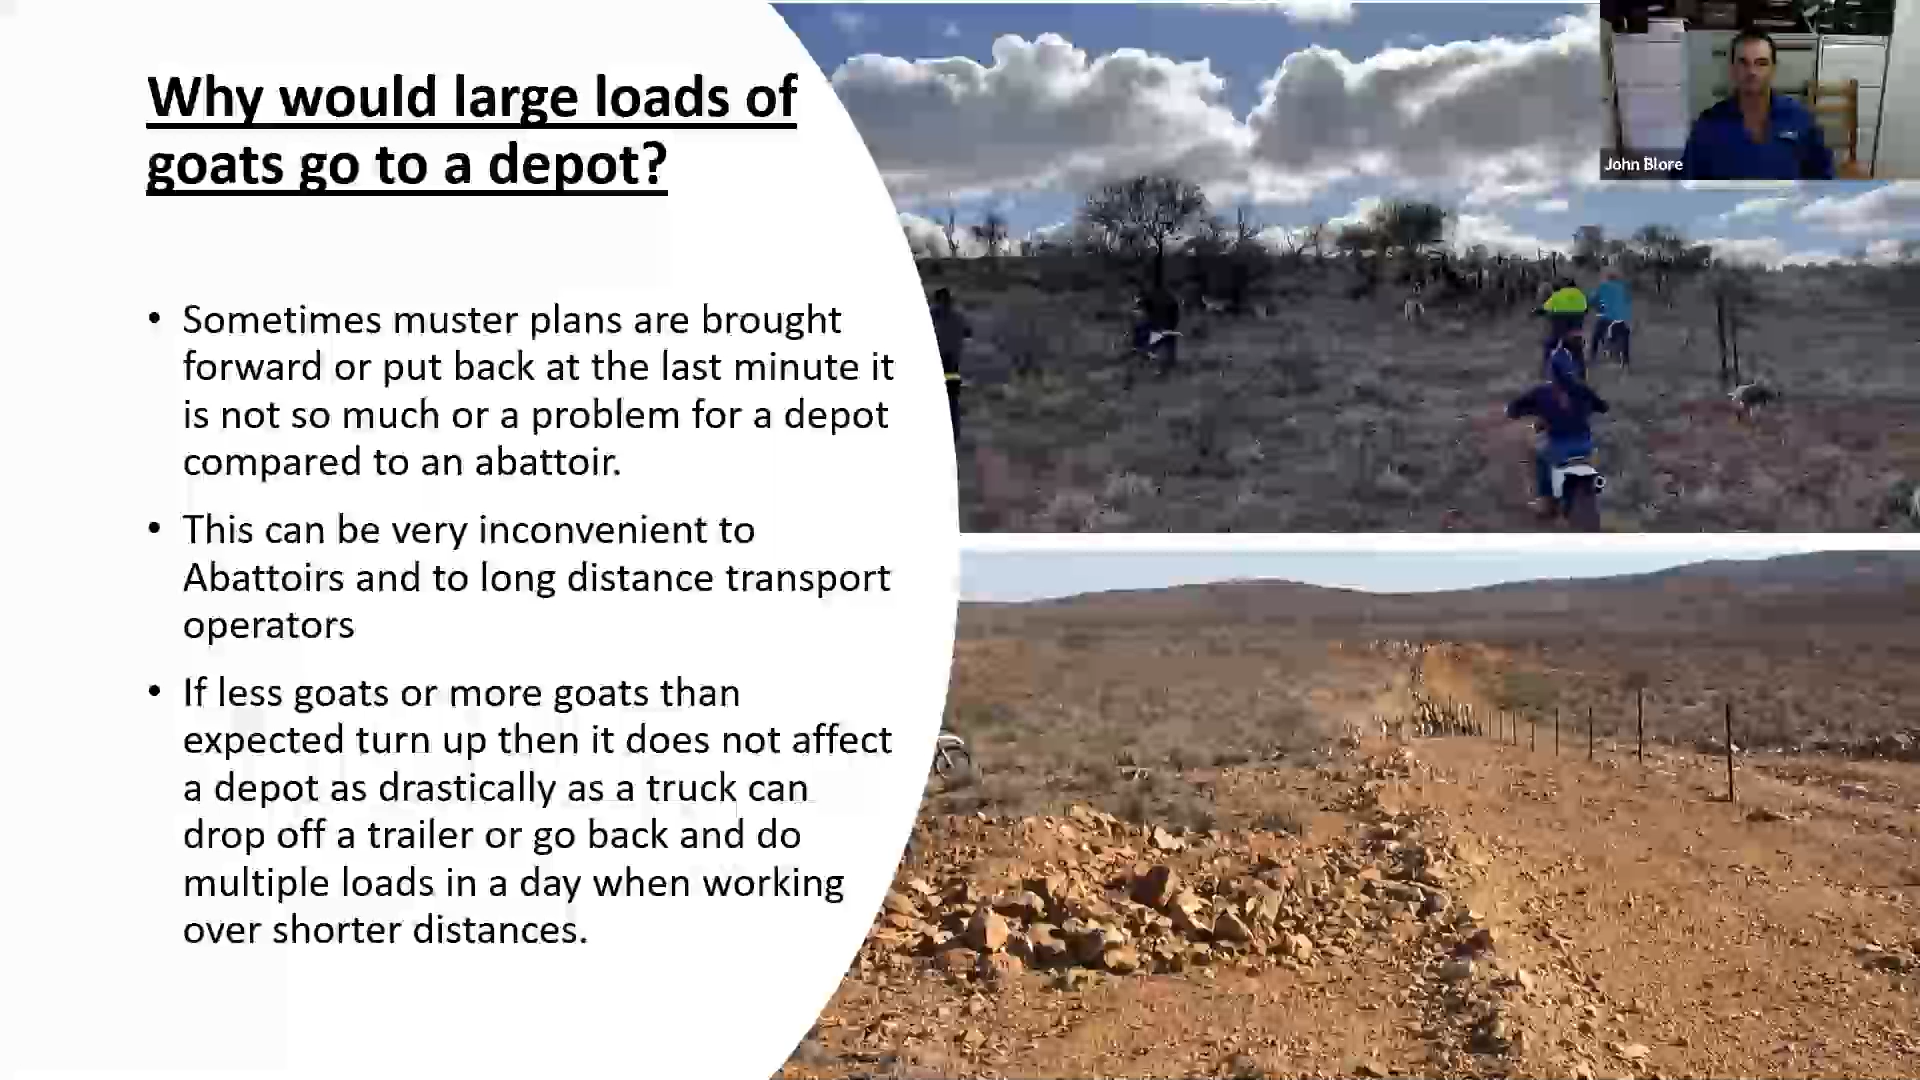 Why would large loads of
goats go to a depot?
• Sometimes muster plans are brought
forward or put back at the last minute it
is not so much or a problem for a depot
compared to an abattoir.
• This can be very inconvenient to
Abattoirs and to long distance transport
operators
• If less goats or more goats than
expected turn up then it does not affect
a depot as drastically as a truck can
drop off a trailer or go back and do
multiple loads in a day when working
over shorter distances.
John Blore